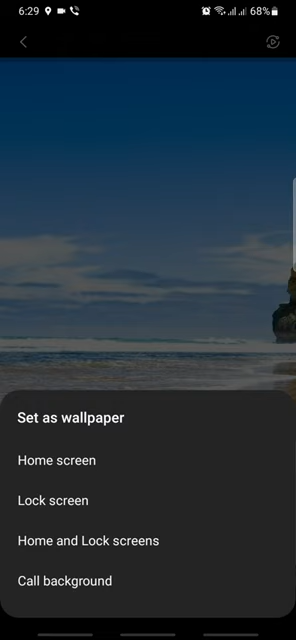 6:29
68%
Set as wallpaper
Home screen
Lock screen
Home and Lock screens
Call background